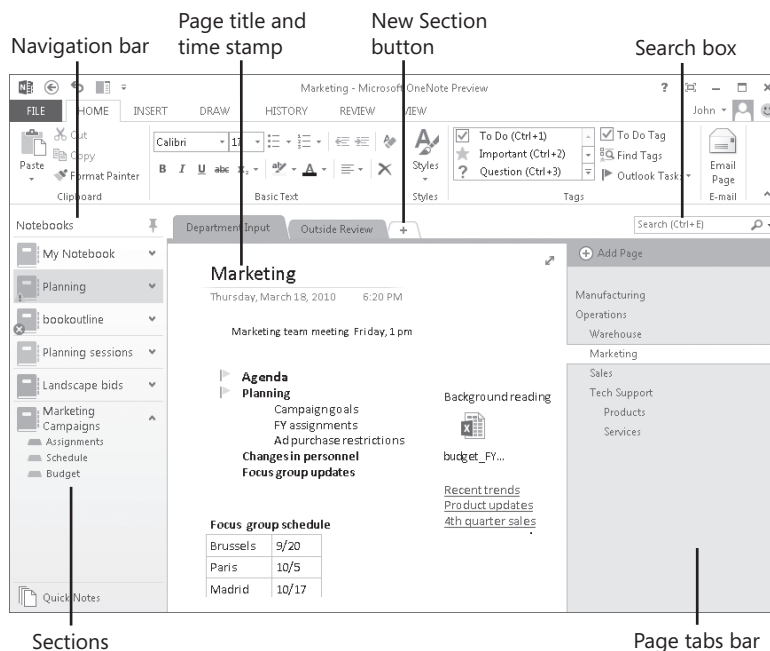 Page title and
time stamp
New Section
button
Navigation bar
Search box
Marketing - Microsoft OneNote Preview
FILE HOME INSERT DRAW HISTORY REVIEW VIEW
John
Cut
Copy
Format Painter
Paste
Clipboard
Calibri
B I U abc
Basic Text
Styles
Styles
To Do (Ctrl+1)
Important (Ctrl+2)
Question (Ctrl+3)
To Do Tag
Find Tags
Outlook Tasks
Tags
Email
Page
E-mail
Notebooks
Department Input
Outside Review
+
Search (Ctrl+E)
My Notebook
Planning
bookoutline
Planning sessions
Landscape bids
Marketing
Campaigns
Assignments
Schedule
Budget
Quick Notes
Marketing
Thursday, March 18, 2010 6:20 PM
Marketing team meeting Friday, 1 pm
Agenda
Planning
Campaign goals
FY assignments
Ad purchase restrictions
Changes in personnel
Focus group updates
Background reading
budget_FY...
Recent trends
Product updates
4th quarter sales
Focus group schedule
Brussels 9/20
Paris 10/5
Madrid 10/17
Add Page
Manufacturing
Operations
Warehouse
Marketing
Sales
Tech Support
Products
Services
Sections
Page tabs bar